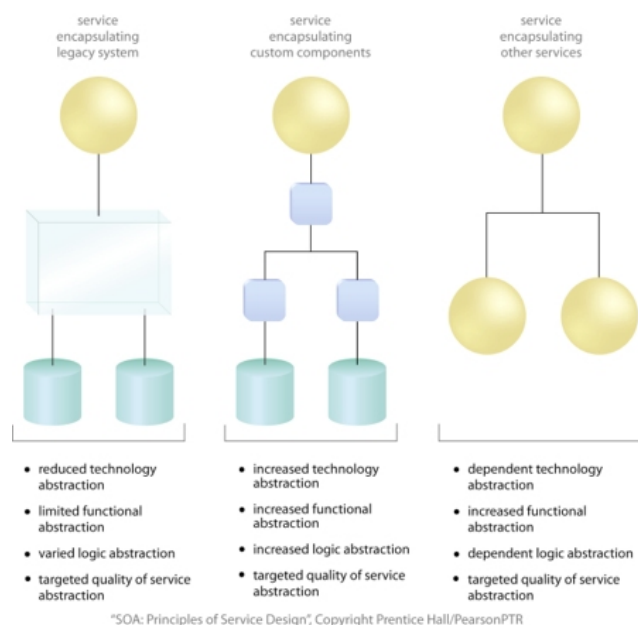 service
encapsulating
legacy system
service
encapsulating
custom components
service
encapsulating
other services
• reduced technology
abstraction
• limited functional
abstraction
• varied logic abstraction
• targeted quality of service
abstraction
• increased technology
abstraction
• increased functional
abstraction
• increased logic abstraction
• targeted quality of service
abstraction
• dependent technology
abstraction
• increased functional
abstraction
• dependent logic abstraction
• targeted quality of service
abstraction
"SOA: Principles of Service Design", Copyright Prentice Hall/PearsonPTR